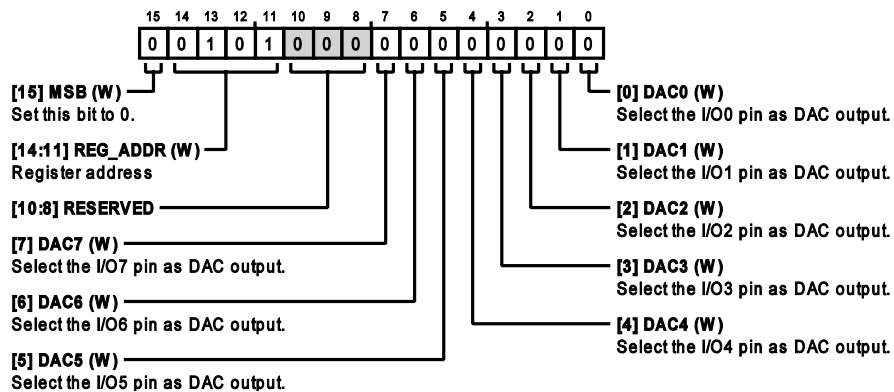 15 14 13 12 11 10 9 8 7 6 5 4 3 2 1 0
0 0 1 0 1 0 0 0 0 0 0 0 0 0 0 0
[15] MSB (W)
Set this bit to 0.
[14:11] REG_ADDR (W)
Register address
[10:8] RESERVED
[7] DAC7 (W)
Select the I/O7 pin as DAC output.
[6] DAC6 (W)
Select the I/O6 pin as DAC output.
[5] DAC5 (W)
Select the I/O5 pin as DAC output.
[0] DAC0 (W)
Select the I/O0 pin as DAC output.
[1] DAC1 (W)
Select the I/O1 pin as DAC output.
[2] DAC2 (W)
Select the I/O2 pin as DAC output.
[3] DAC3 (W)
Select the I/O3 pin as DAC output.
[4] DAC4 (W)
Select the I/O4 pin as DAC output.